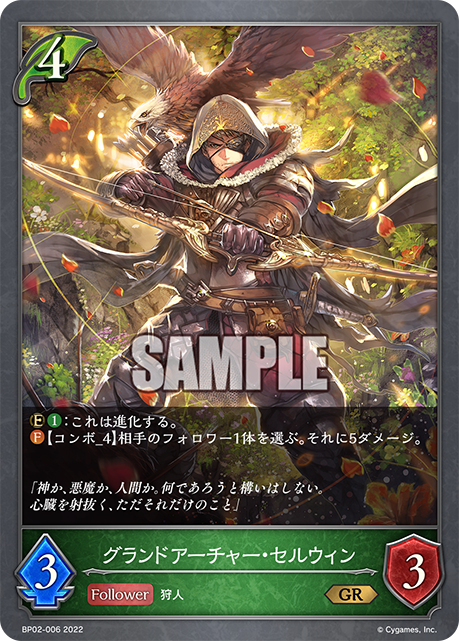 4
SAMPLE
E 1：これは進化する。
F【コンボ_4】相手のフォロワー1体を選ぶ。それに5ダメージ。
「神か、悪魔か、人間か。何であろうと構いはしない。
心臓を射抜く、ただそれだけのこと」
グランドアーチャー・セルウィン
3
Follower 狩人
GR
3
BP02-006 2022
© Cygames, Inc.